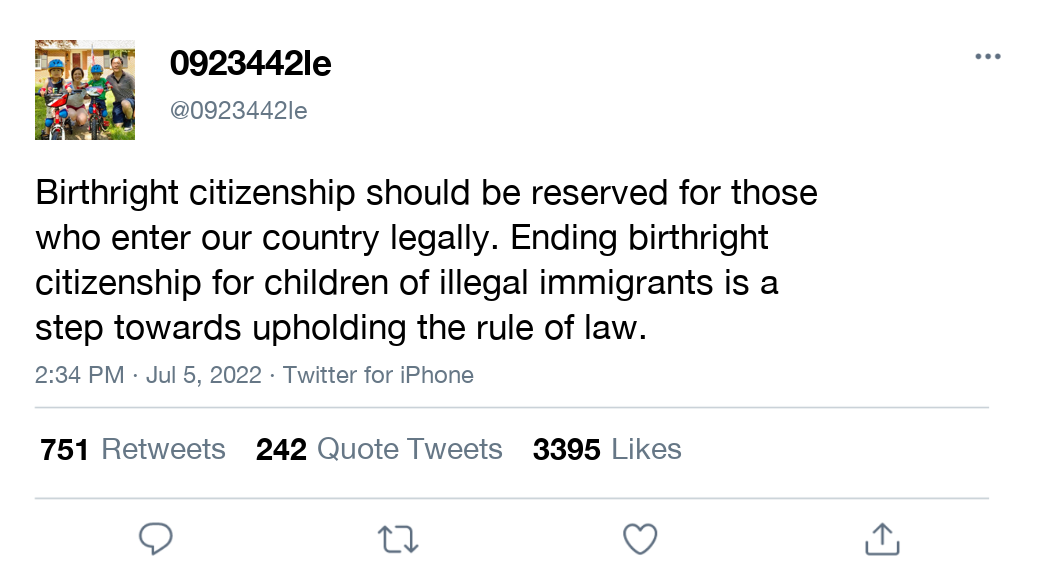 0923442le
@0923442le
Birthright citizenship should be reserved for those
who enter our country legally. Ending birthright
citizenship for children of illegal immigrants is a
step towards upholding the rule of law.
2:34 PM · Jul 5, 2022 · Twitter for iPhone
751 Retweets 242 Quote Tweets 3395 Likes